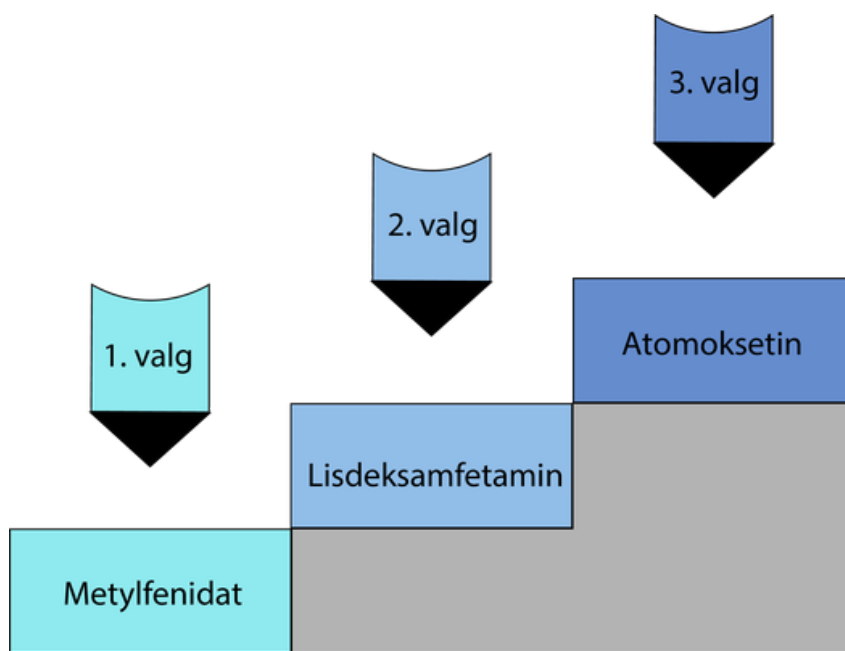 3. valg
2. valg
1. valg
Atomoksetin
Lisdeksamfetamin
Metylfenidat